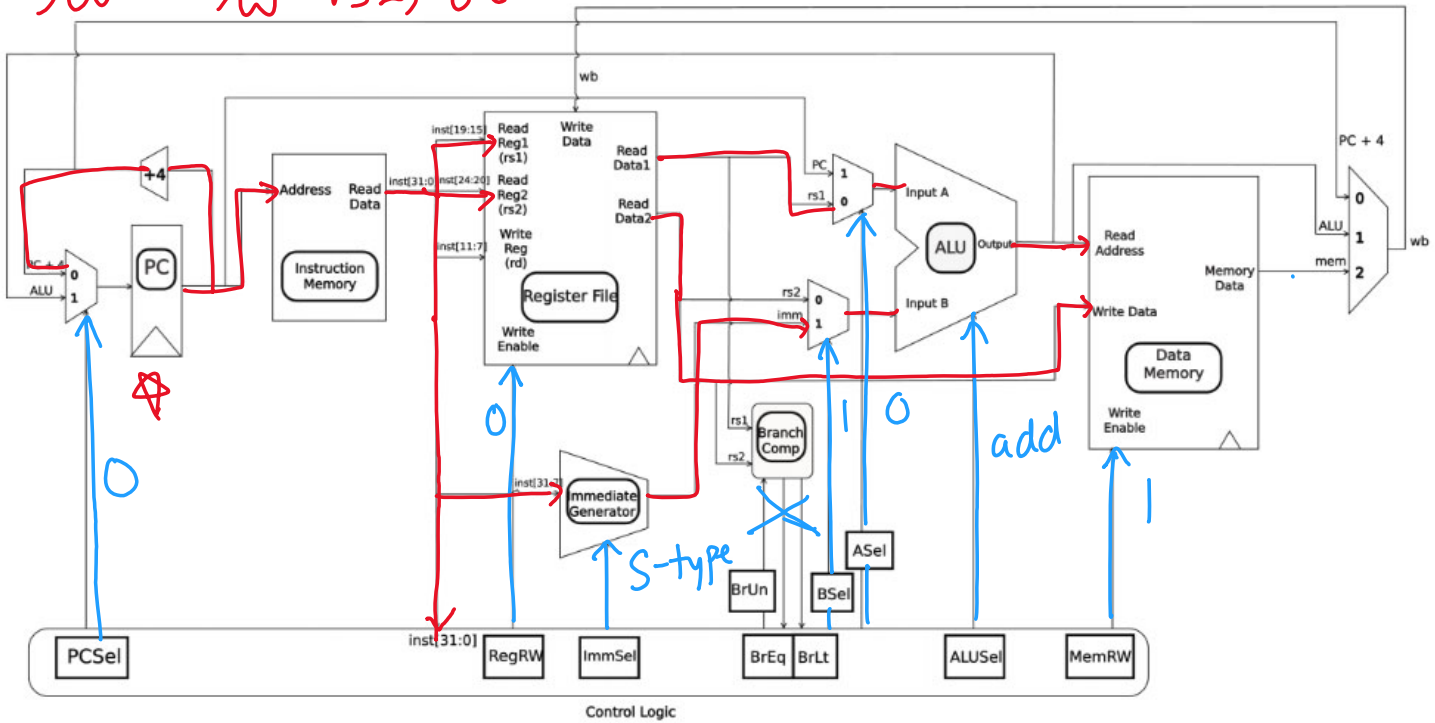 sw rs2,
wb
PC + 4
inst[19:15]
Read
Reg1
(rs1)
Write
Data
Read
Data1
PC
1
rs1
0
Input A
0
ALU
1
mem
2
wb
+4
Address
Read
Data
inst[31:0
inst[24:20]
Read
Reg2
(rs2)
Read
Data2
ALU
Output
Read
Address
Memory
Data
PC + 4
0
ALU
1
PC
Instruction
Memory
inst[11:7]
Write
Reg
(rd)
Register File
Write
Enable
rs2
0
imm
1
Input B
Write Data
Data
Memory
Write
Enable
0
0
1
0
add
1
rs1
rs2
Branch
Comp
inst[31:7]
Immediate
Generator
S-type
ASel
BrUn
BSel
PCSel
inst[31:0]
RegRW
ImmSel
BrEq
BrLt
ALUSel
MemRW
Control Logic